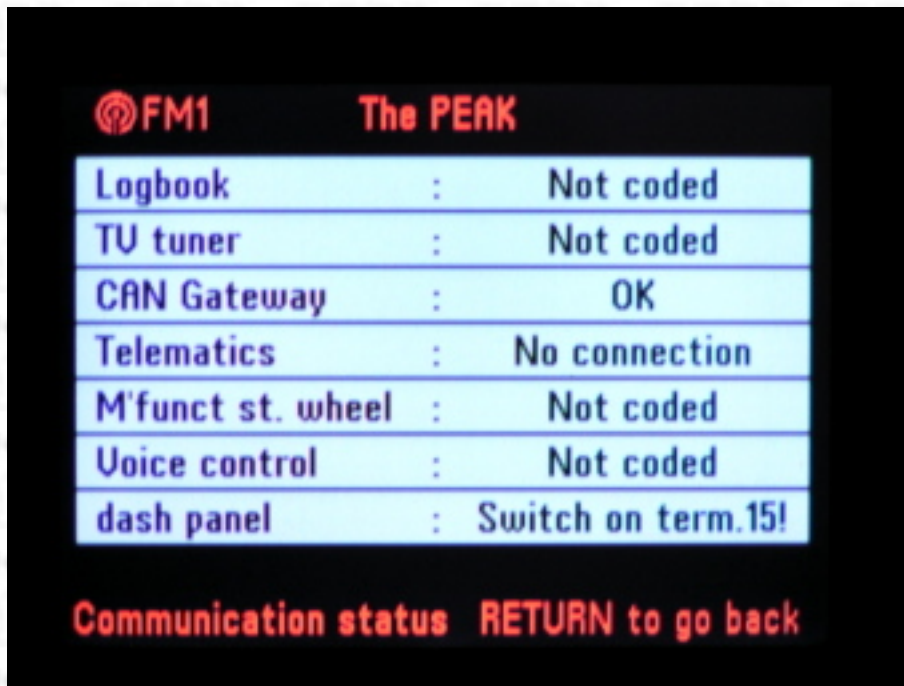 FM1 The PEAK
Logbook : Not coded
TV tuner : Not coded
CAN Gateway : OK
Telematics : No connection
M'funct st. wheel : Not coded
Voice control : Not coded
dash panel : Switch on term.15!
Communication status RETURN to go back